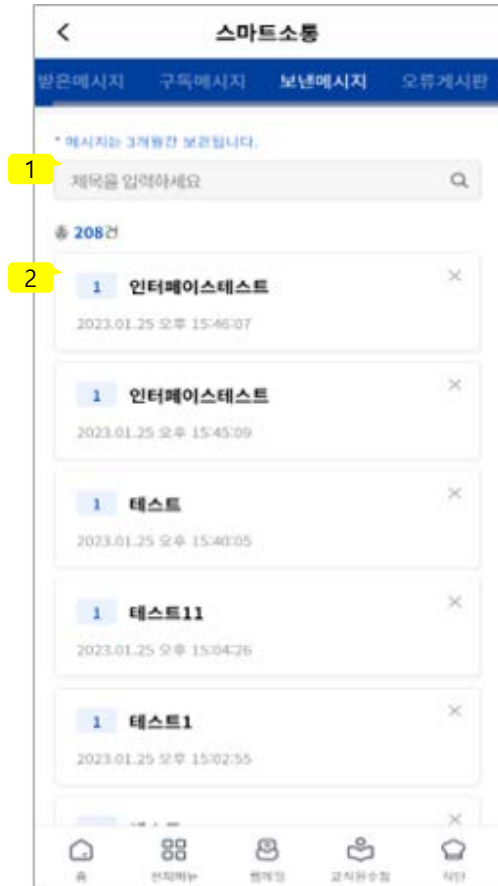 스마트소통
받은메시지 구독메시지 보낸메시지 오류게시판
* 메시지는 3개월간 보관됩니다.
1
제목을 입력하세요
총 208건
2
1 인터페이스테스트
2023.01.25 오후 15:46:07
1 인터페이스테스트
2023.01.25 오후 15:45:09
1 테스트
2023.01.25 오후 15:40:05
1 테스트11
2023.01.25 오후 15:04:26
1 테스트1
2023.01.25 오후 15:02:55
홈 전체메뉴 웹메일 교직원수첩 식단